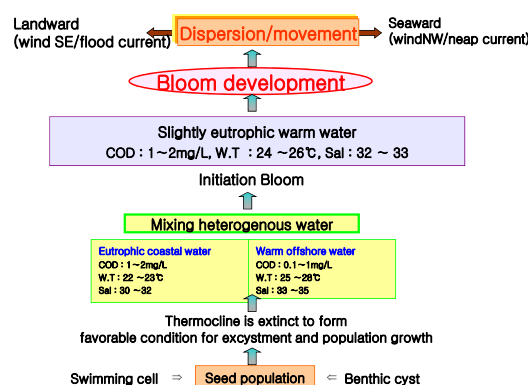 Landward
(wind SE/flood current)
Dispersion/movement
Seaward
(windNW/neap current)
Bloom development
Slightly eutrophic warm water
COD : 1~2mg/L, W.T : 24 ~26℃, Sal : 32 ~ 33
Initiation Bloom
Mixing heterogenous water
Eutrophic coastal water
COD : 1~2mg/L
W.T : 22 ~23℃
Sal : 30 ~32
Warm offshore water
COD : 0.1~1mg/L
W.T : 25 ~26℃
Sal : 33 ~35
Thermocline is extinct to form
favorable condition for excystment and population growth
Swimming cell ⇒ Seed population ⇐ Benthic cyst